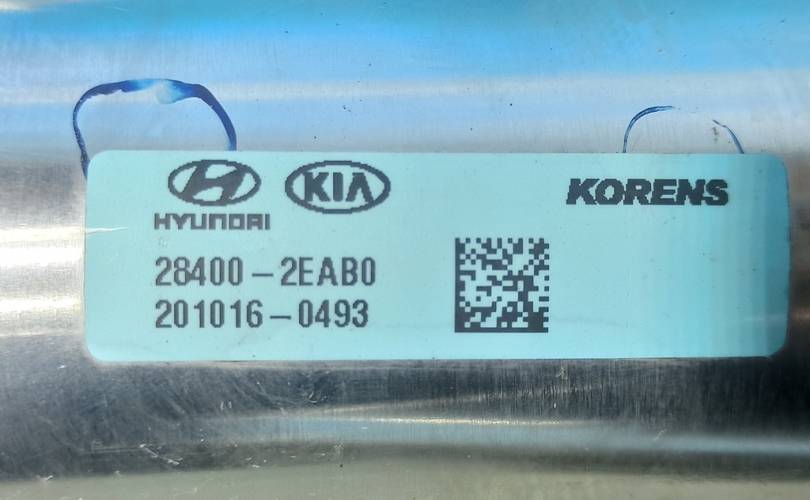 HYUNDAI KIA KORENS
28400-2EAB0
201016-0493